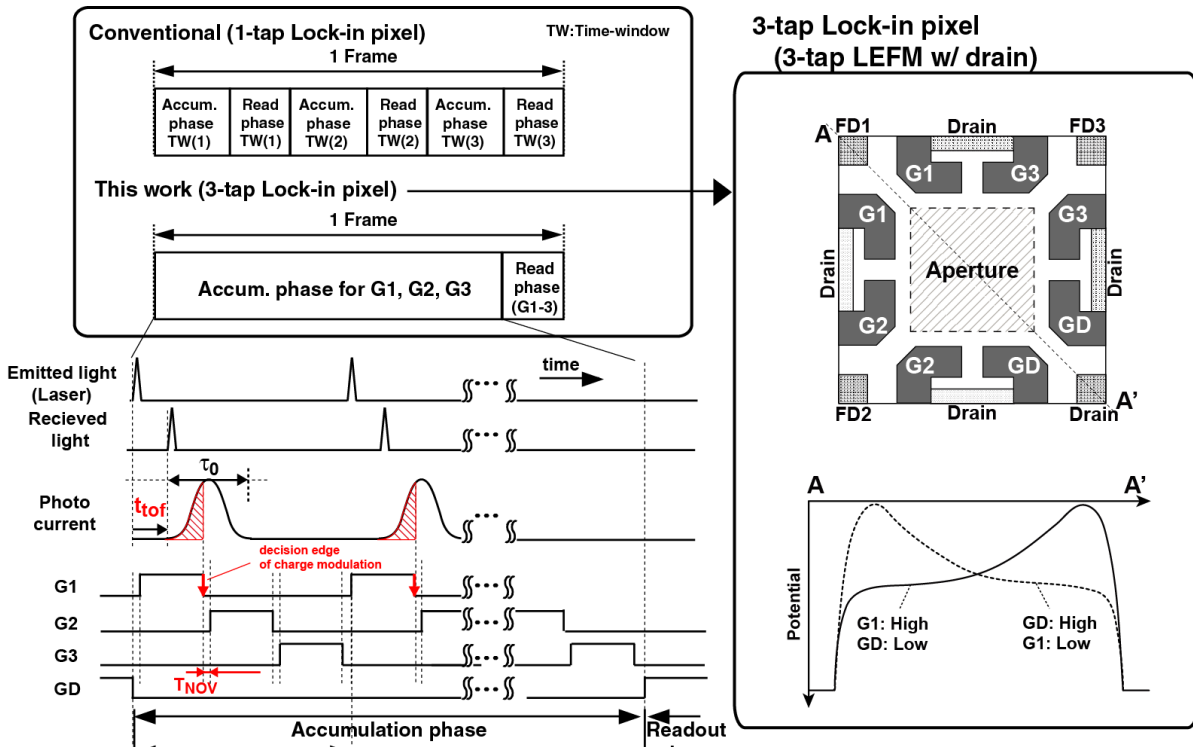 Conventional (1-tap Lock-in pixel)
TW:Time-window
1 Frame
Accum. phase TW(1)
Read phase TW(1)
Accum. phase TW(2)
Read phase TW(2)
Accum. phase TW(3)
Read phase TW(3)
This work (3-tap Lock-in pixel)
1 Frame
Accum. phase for G1, G2, G3
Read phase (G1-3)
Emitted light
(Laser)
time
Recieved
light
τ0
Photo
current
ttof
decision edge
of charge modulation
G1
G2
G3
TNOV
GD
Accumulation phase
Readout
3-tap Lock-in pixel
(3-tap LEFM w/ drain)
A
FD1
Drain
FD3
G1
G3
G1
G3
Drain
Aperture
Drain
G2
GD
G2
GD
FD2
Drain
Drain
A'
A
A'
Potential
G1: High
GD: Low
GD: High
G1: Low